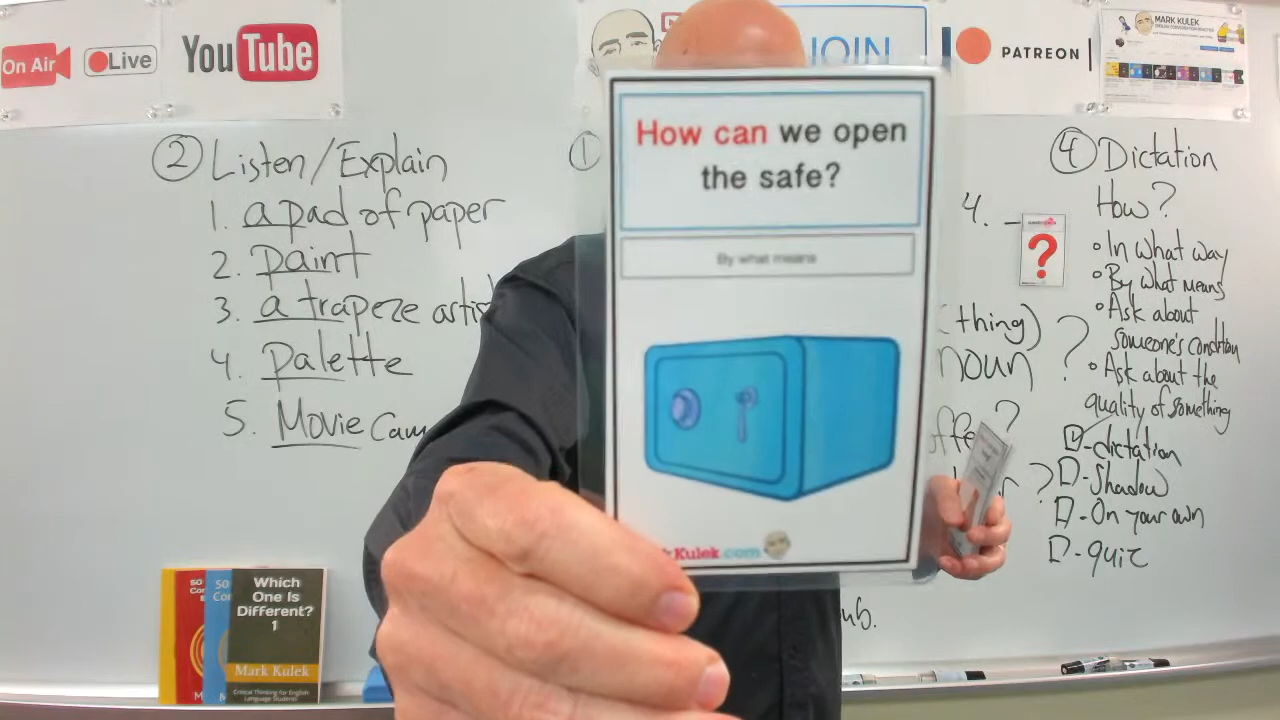 On Air
Live
YouTube
JOIN
PATREON
MARK KULEK
② Listen/Explain
1. a pad of paper
2. paint
3. a trapeze artis
4. Palette
5. Movie Cam
①
How can we open
the safe?
By what means
Kulek.com
4. _
?
(thing)
noun ?
?
?
④ Dictation
How?
• In what way
• By what means
• Ask about
someone's condition
• Ask about the
quality of something
☑-dictation
☐-shadow
☐-On your own
☐-quiz
50
50
Which
One Is
Different?
1
Mark Kulek
Critical Thinking for English
Language Students